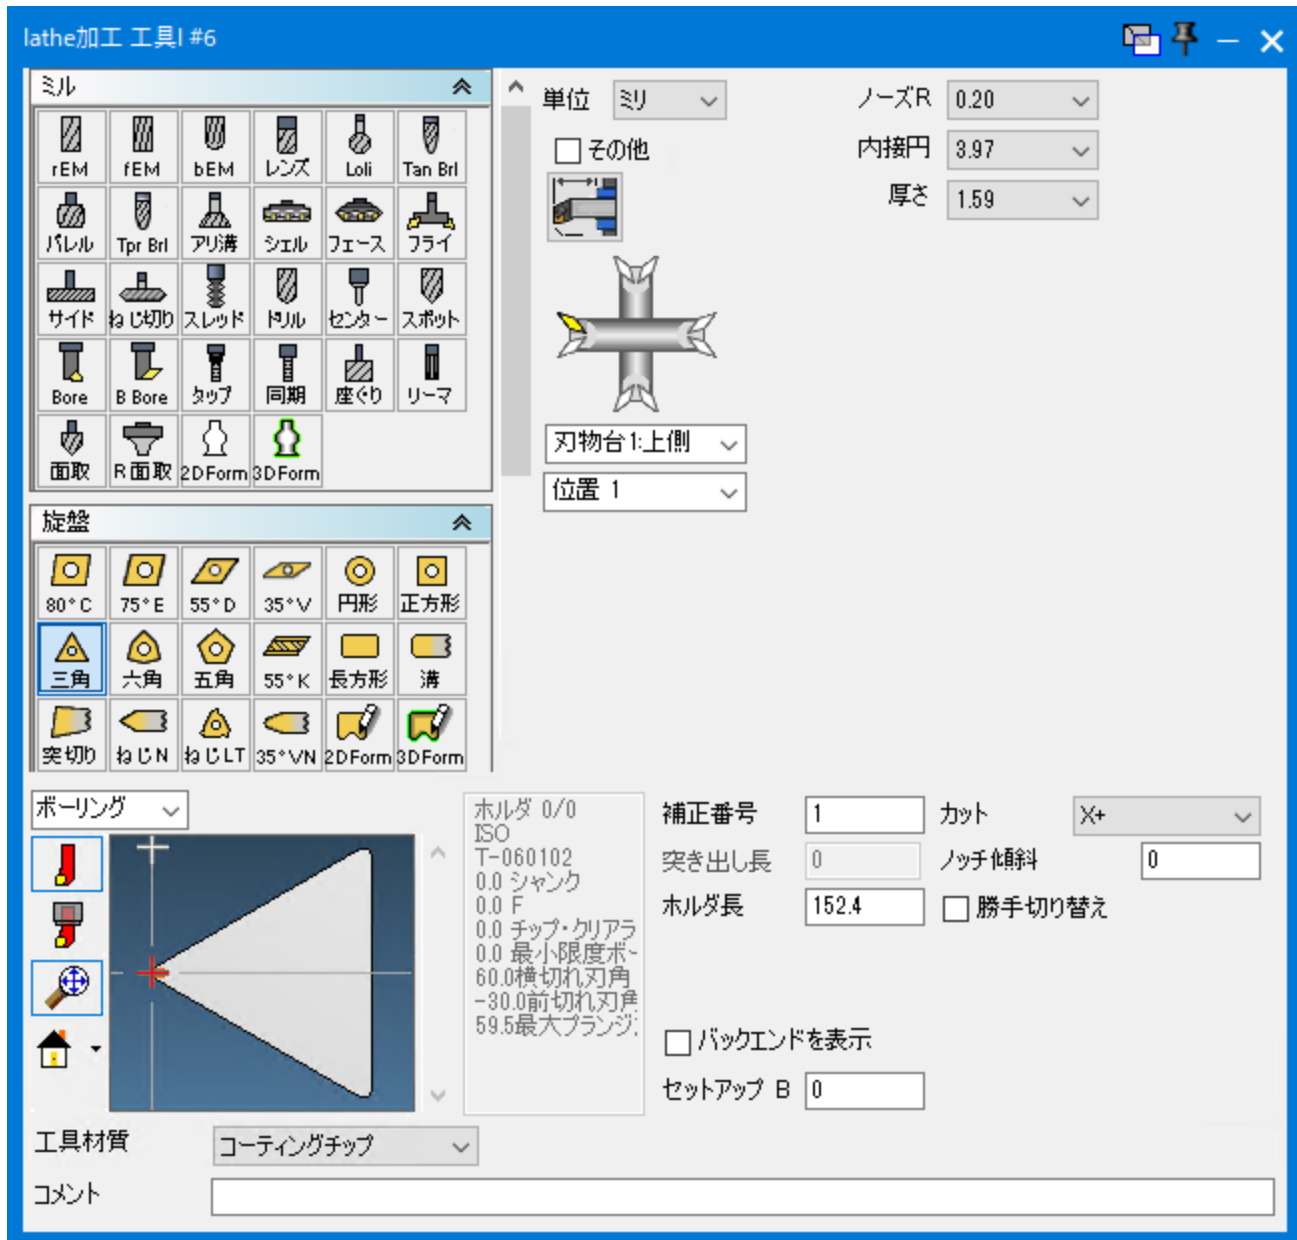 lathe加工 工具l #6
ミル
rEM fEM bEM レンズ Loli Tan Brl
バレル Tpr Brl アリ溝 シェル フェース フライ
サイド ねじ切り スレッド ドリル センター スポット
Bore B Bore タップ 同期 座ぐり リーマ
面取 R面取 2DForm 3DForm
旋盤
80°C 75°E 55°D 35°V 円形 正方形
三角 六角 五角 55°K 長方形 溝
突切り ねじN ねじLT 35°VN 2DForm 3DForm
単位 ミリ
その他
刃物台1:上側
位置 1
ノーズR 0.20
内接円 3.97
厚さ 1.59
ボーリング
ホルダ 0/0
ISO
T-060102
0.0 シャンク
0.0 F
0.0 チップ・クリアラ
0.0 最小限度ボー
60.0横切れ刃角
-30.0前切れ刃角
59.5最大プランジ
補正番号 1 カット X+
突き出し長 0 ノッチ傾斜 0
ホルダ長 152.4 勝手切り替え
バックエンドを表示
セットアップ B 0
工具材質 コーティングチップ
コメント